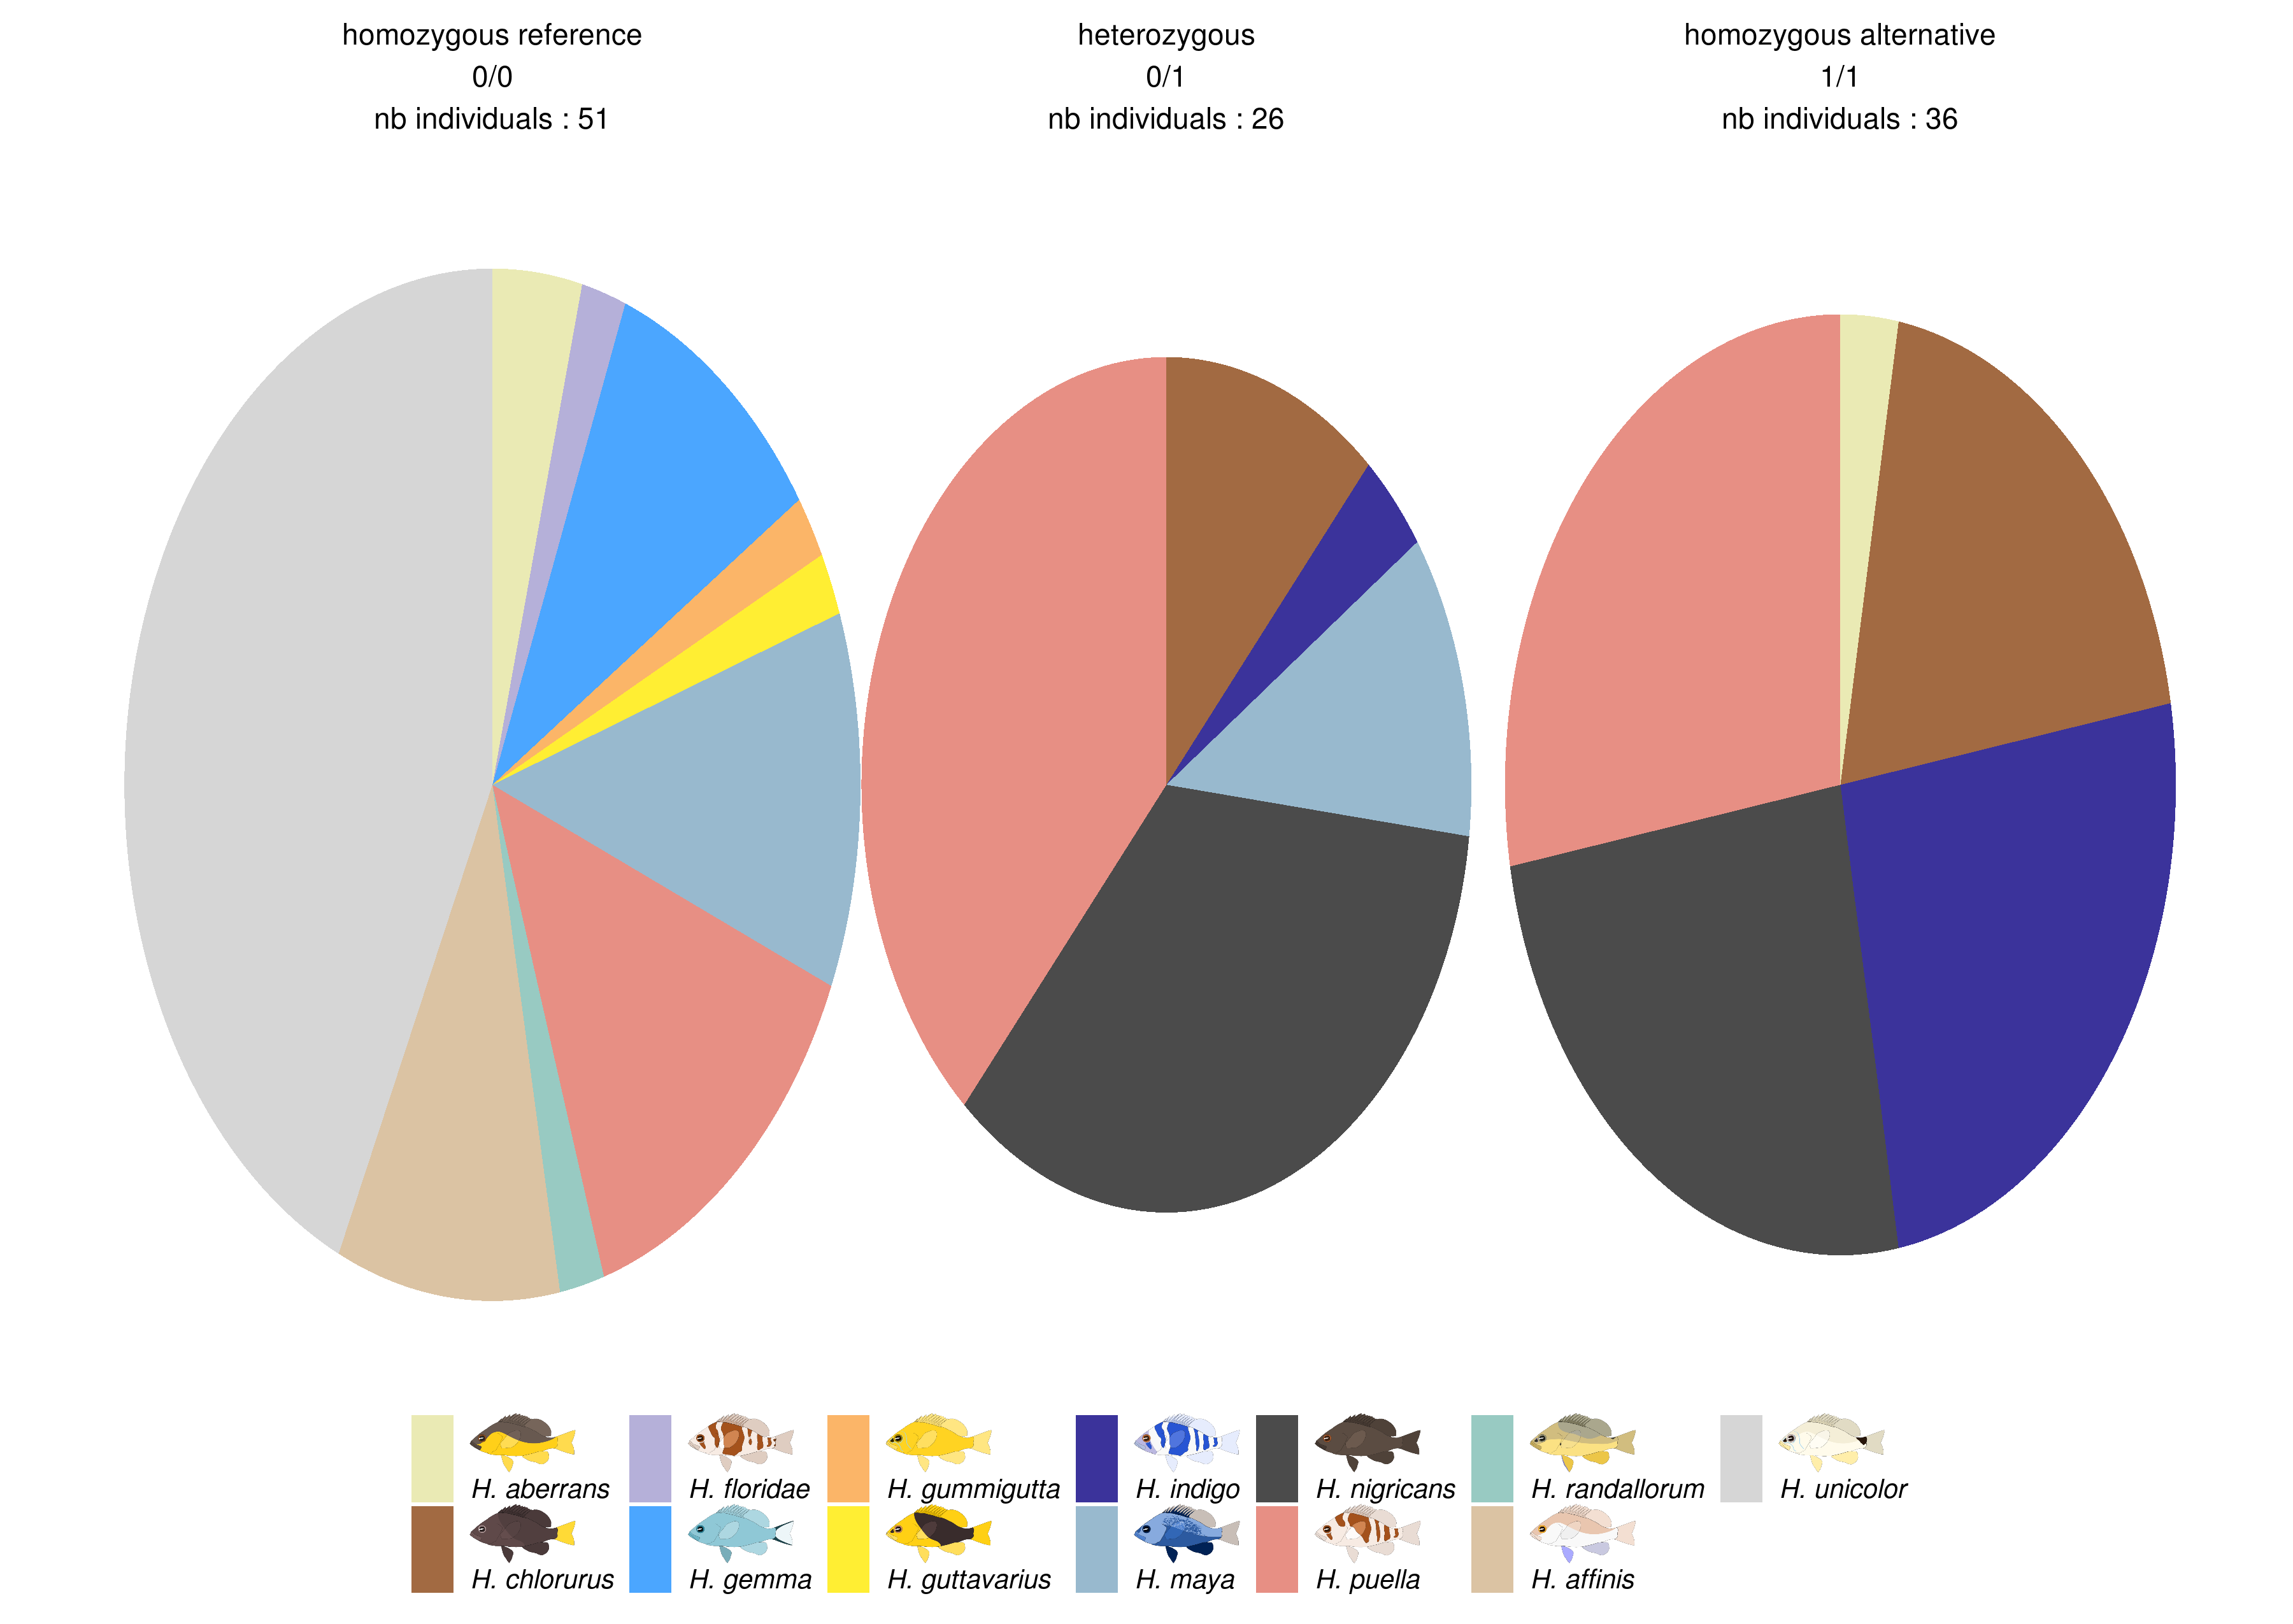 homozygous reference
0/0
nb individuals : 51
heterozygous
0/1
nb individuals : 26
homozygous alternative
1/1
nb individuals : 36
H. aberrans
H. floridae
H. gummigutta
H. indigo
H. nigricans
H. randallorum
H. unicolor
H. chlorurus
H. gemma
H. guttavarius
H. maya
H. puella
H. affinis